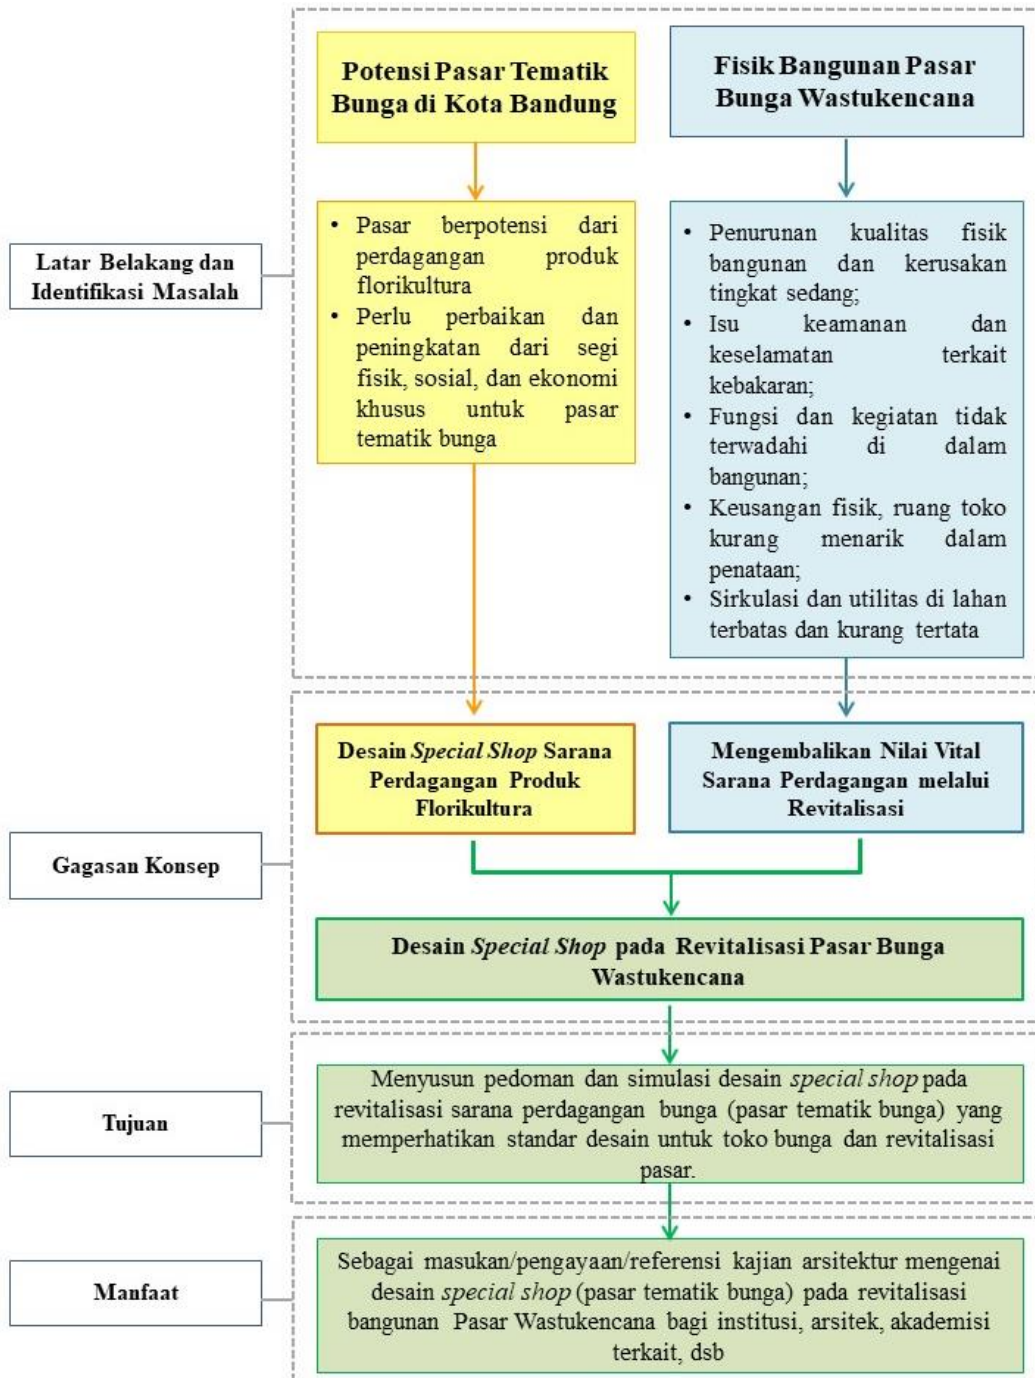 Potensi Pasar Tematik
Bunga di Kota Bandung
Fisik Bangunan Pasar
Bunga Wastukencana
Latar Belakang dan
Identifikasi Masalah
• Pasar berpotensi dari
perdagangan produk
florikultura
• Perlu perbaikan dan
peningkatan dari segi
fisik, sosial, dan ekonomi
khusus untuk pasar
tematik bunga
• Penurunan kualitas fisik
bangunan dan kerusakan
tingkat sedang;
• Isu keamanan dan
keselamatan terkait
kebakaran;
• Fungsi dan kegiatan tidak
terwadahi di dalam
bangunan;
• Keusangan fisik, ruang toko
kurang menarik dalam
penataan;
• Sirkulasi dan utilitas di lahan
terbatas dan kurang tertata
Gagasan Konsep
Desain Special Shop Sarana
Perdagangan Produk
Florikultura
Mengembalikan Nilai Vital
Sarana Perdagangan melalui
Revitalisasi
Desain Special Shop pada Revitalisasi Pasar Bunga
Wastukencana
Tujuan
Menyusun pedoman dan simulasi desain special shop pada
revitalisasi sarana perdagangan bunga (pasar tematik bunga) yang
memperhatikan standar desain untuk toko bunga dan revitalisasi
pasar.
Manfaat
Sebagai masukan/pengayaan/referensi kajian arsitektur mengenai
desain special shop (pasar tematik bunga) pada revitalisasi
bangunan Pasar Wastukencana bagi institusi, arsitek, akademisi
terkait, dsb